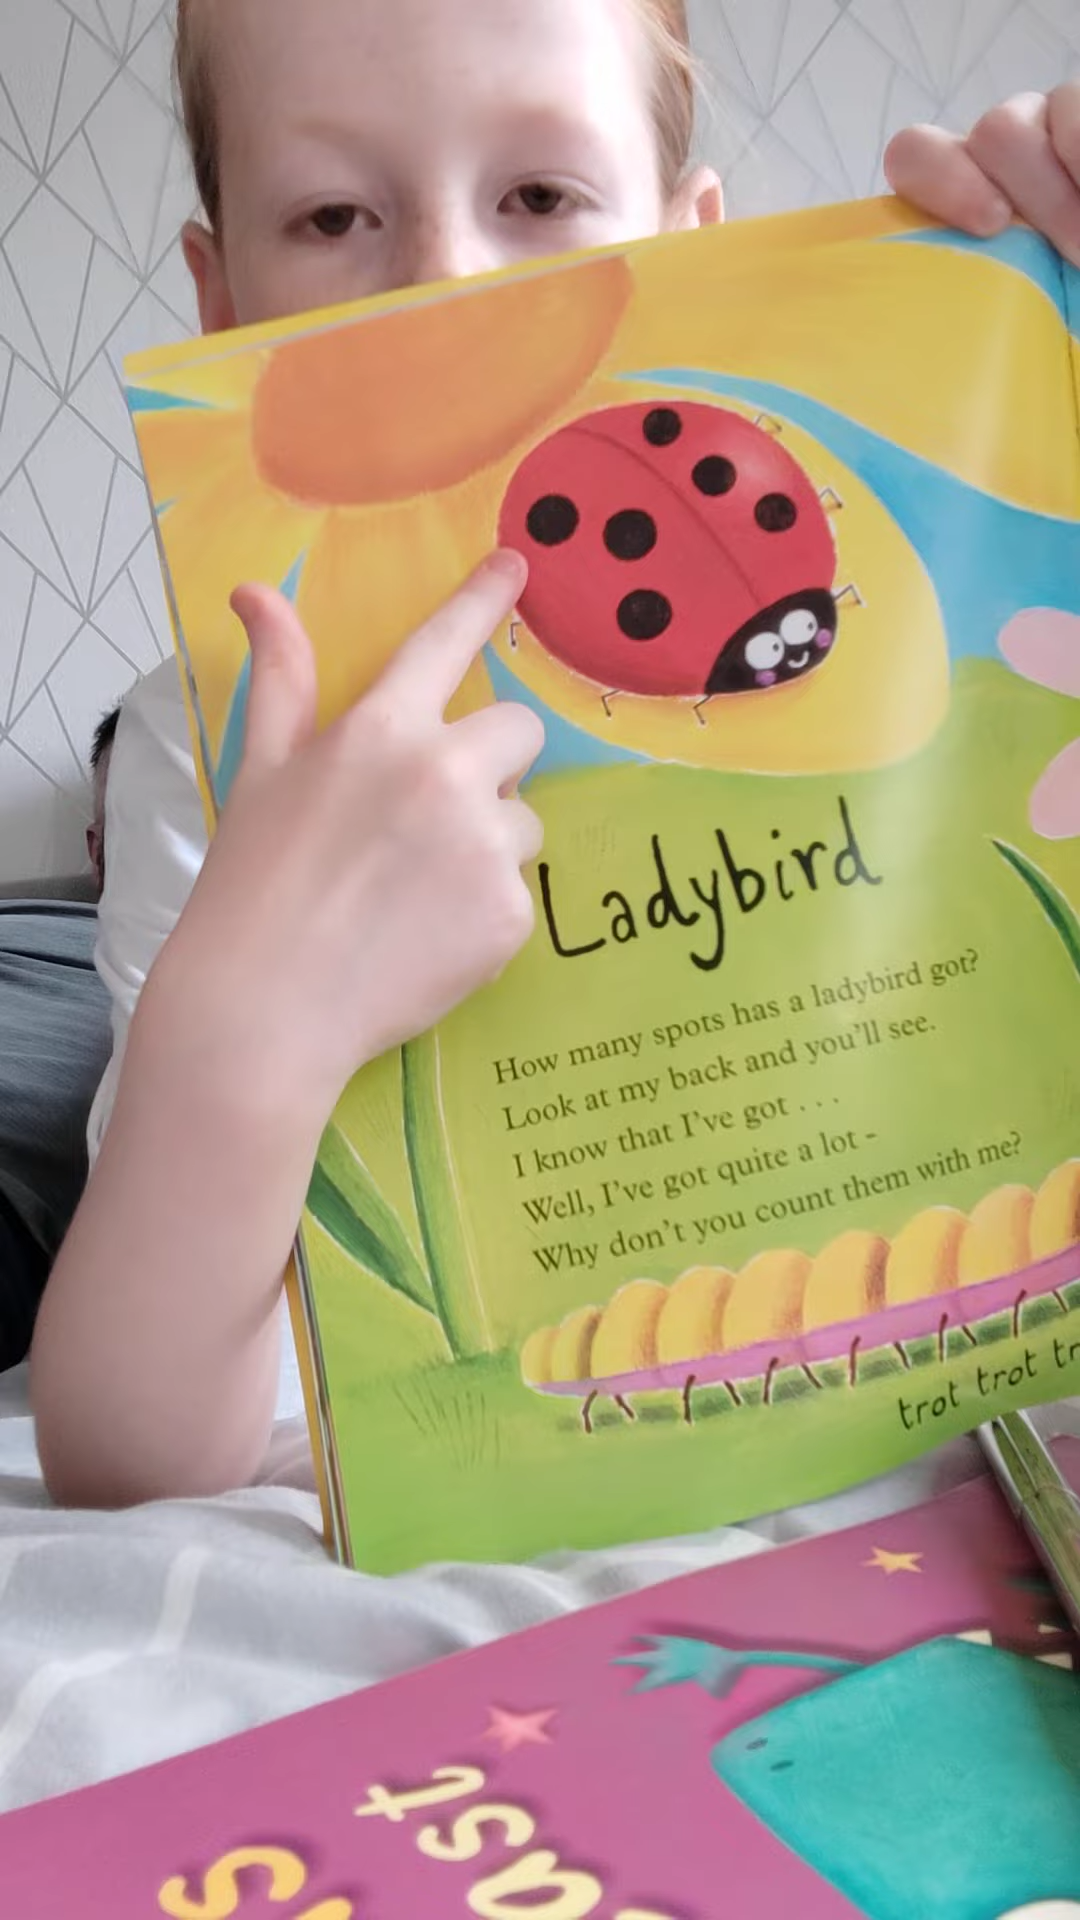 Ladybird
How many spots has a ladybird got?
Look at my back and you'll see.
I know that I've got . . .
Well, I've got quite a lot -
Why don't you count them with me?
trot trot